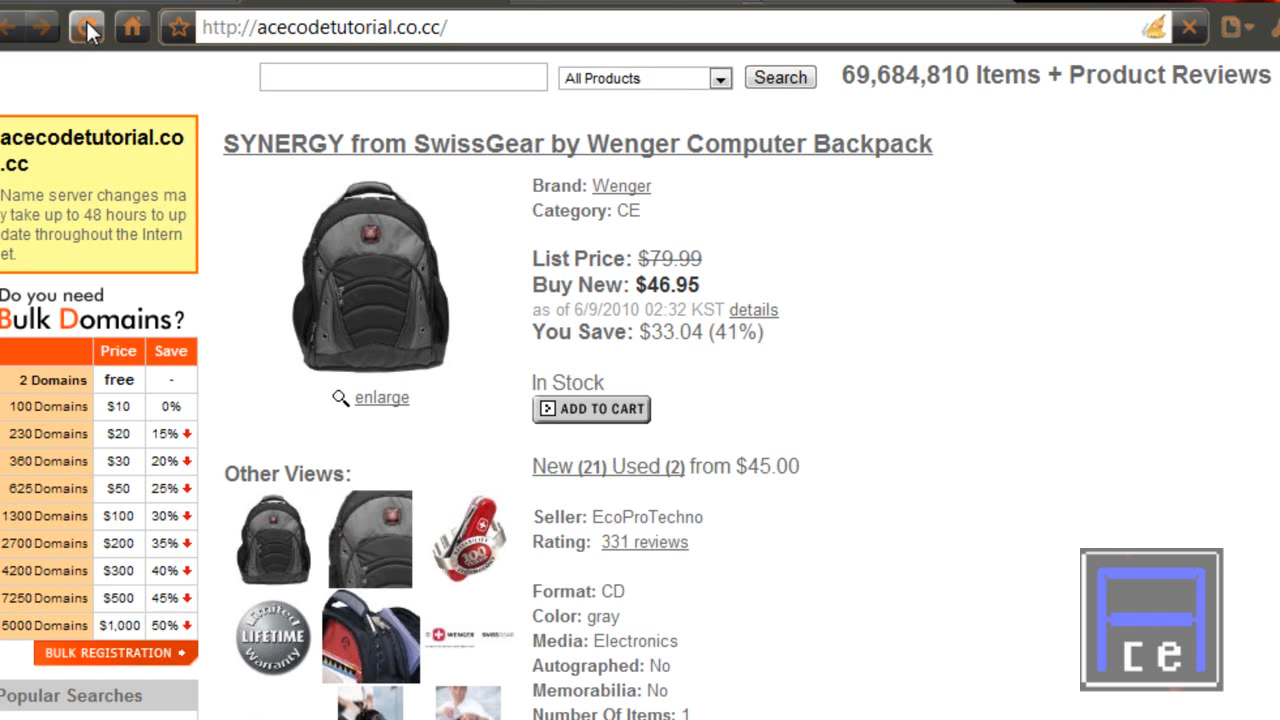 http://acecodetutorial.co.cc/
All Products
Search
69,684,810 Items + Product Reviews
acecodetutorial.co
.cc
Name server changes ma
y take up to 48 hours to up
date throughout the Intern
et.
Do you need
Bulk Domains?
Price Save
2 Domains free -
100 Domains $10 0%
230 Domains $20 15%
360 Domains $30 20%
625 Domains $50 25%
1300 Domains $100 30%
2700 Domains $200 35%
4200 Domains $300 40%
7250 Domains $500 45%
5000 Domains $1,000 50%
BULK REGISTRATION
Popular Searches
SYNERGY from SwissGear by Wenger Computer Backpack
enlarge
Other Views:
Limited
LIFETIME
Warranty
WENGER SWISSGEAR
Brand: Wenger
Category: CE
List Price: $79.99
Buy New: $46.95
as of 6/9/2010 02:32 KST details
You Save: $33.04 (41%)
In Stock
ADD TO CART
New (21) Used (2) from $45.00
Seller: EcoProTechno
Rating: 331 reviews
Format: CD
Color: gray
Media: Electronics
Autographed: No
Memorabilia: No
Number Of Items: 1
A
ce